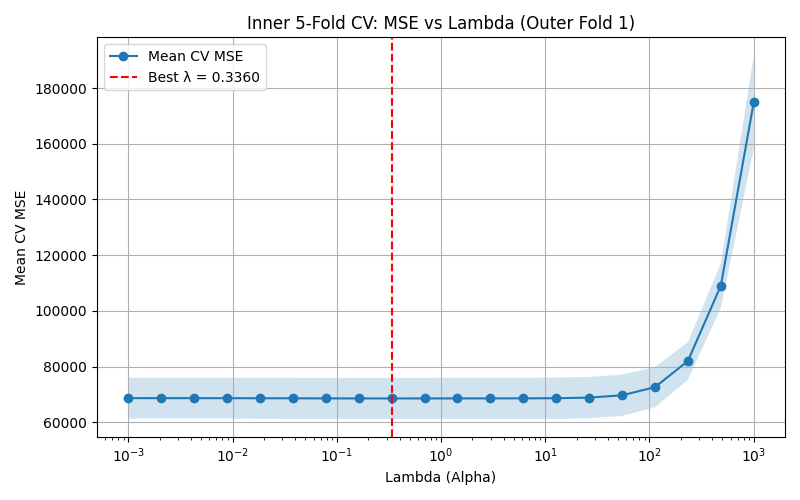 Inner 5-Fold CV: MSE vs Lambda (Outer Fold 1)
Mean CV MSE
Best λ = 0.3360
180000
160000
140000
120000
100000
80000
60000
Mean CV MSE
10⁻³
10⁻²
10⁻¹
10⁰
10¹
10²
10³
Lambda (Alpha)